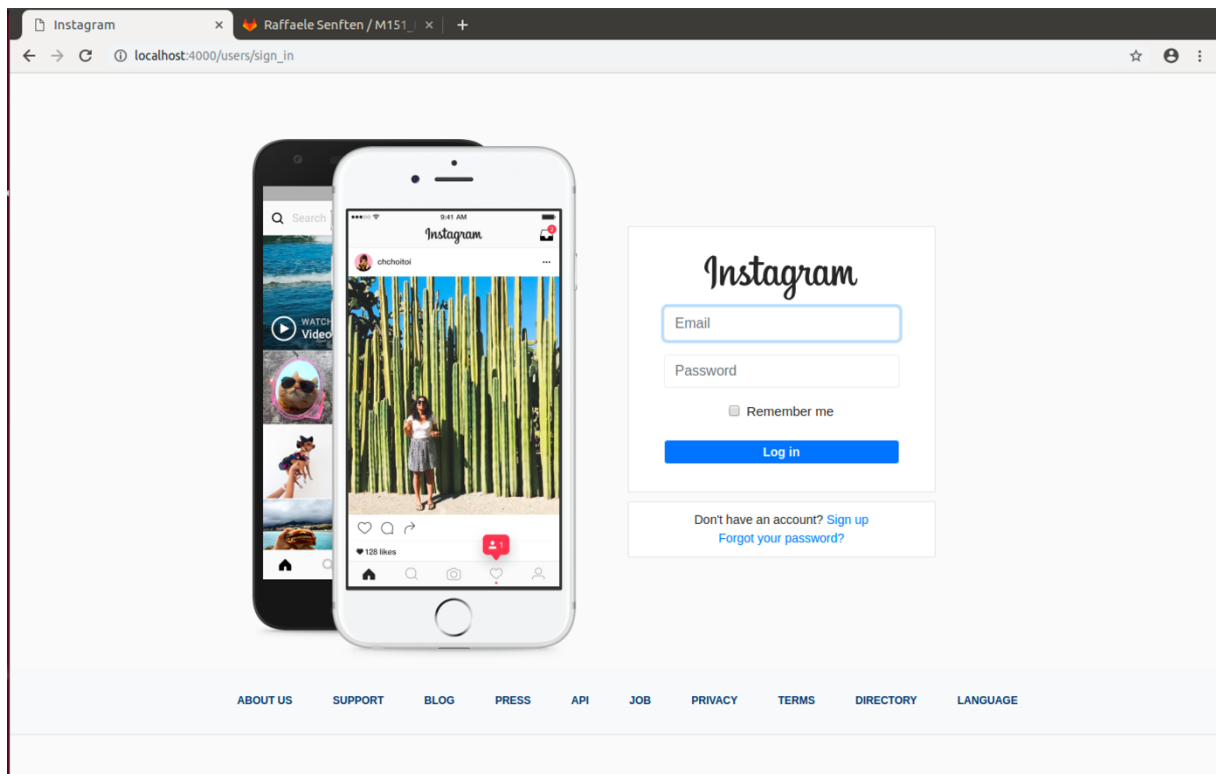 Instagram
Raffaele Senften / M151_
localhost:4000/users/sign_in
Search
WATCH
Video
9:41 AM
Instagram
2
chchoitoi
1
128 likes
Instagram
Email
Password
Remember me
Log in
Don't have an account? Sign up
Forgot your password?
ABOUT US SUPPORT BLOG PRESS API JOB PRIVACY TERMS DIRECTORY LANGUAGE